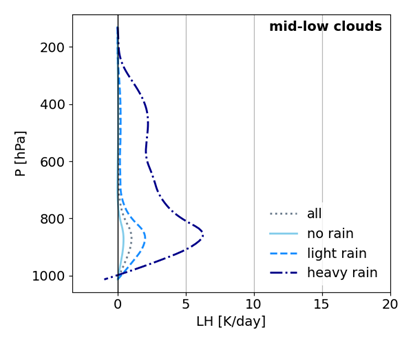 mid-low clouds
P [hPa]
200
400
600
800
1000
all
no rain
light rain
heavy rain
0
5
10
15
20
LH [K/day]